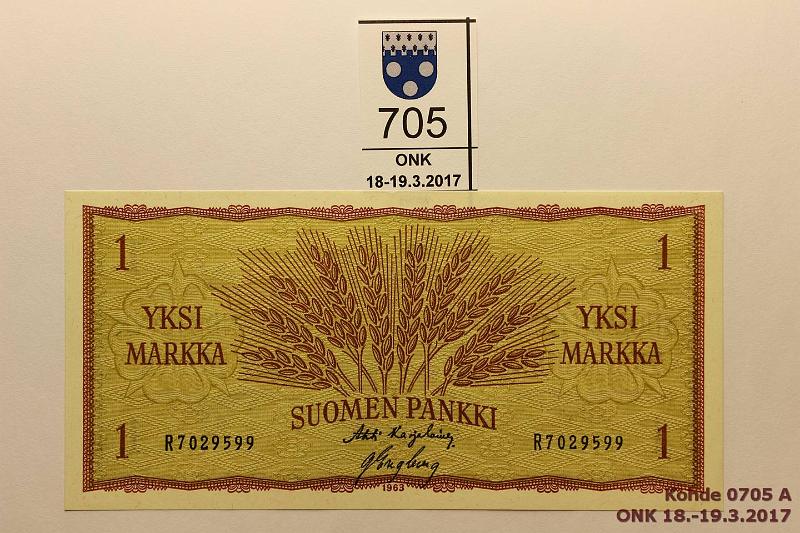 705
ONK
18-19.3.2017
1 1
YKSI MARKKA
YKSI MARKKA
SUOMEN PANKKI
1 R7029599
R7029599 1
1963
Kohde 0705 A
ONK 18.-19.3.2017